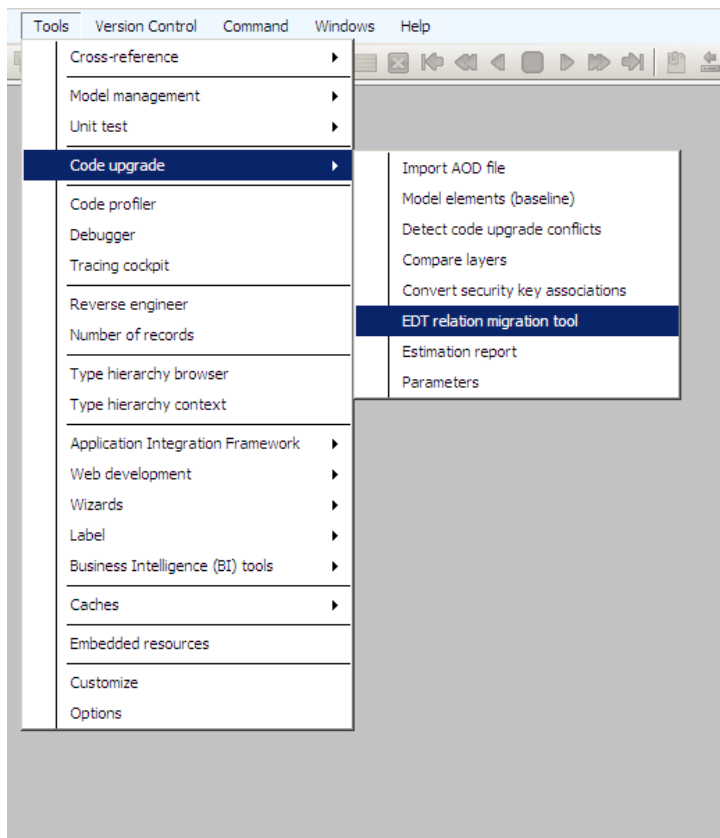 Tools Version Control Command Windows Help
Cross-reference
Model management
Unit test
Code upgrade
Code profiler
Debugger
Tracing cockpit
Reverse engineer
Number of records
Type hierarchy browser
Type hierarchy context
Application Integration Framework
Web development
Wizards
Label
Business Intelligence (BI) tools
Caches
Embedded resources
Customize
Options
Import AOD file
Model elements (baseline)
Detect code upgrade conflicts
Compare layers
Convert security key associations
EDT relation migration tool
Estimation report
Parameters